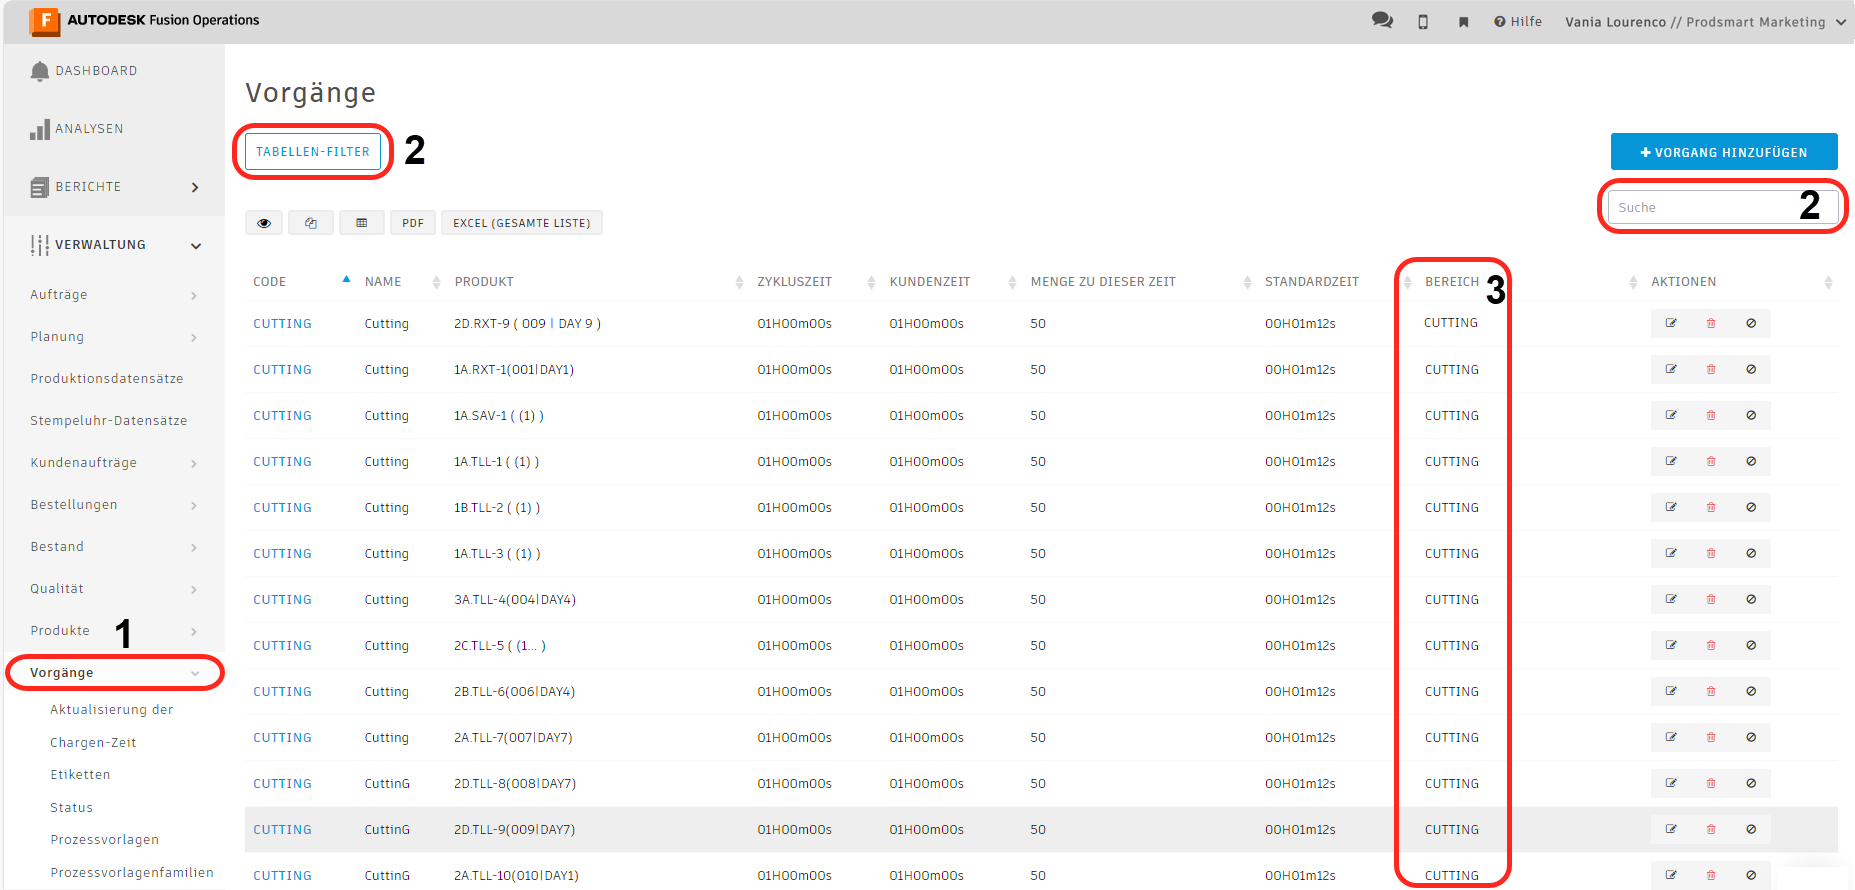 F AUTODESK Fusion Operations
Hilfe Vania Lourenco // Prodsmart Marketing
DASHBOARD
ANALYSEN
BERICHTE
VERWALTUNG
Aufträge
Planung
Produktionsdatensätze
Stempeluhr-Datensätze
Kundenaufträge
Bestellungen
Bestand
Qualität
Produkte 1
Vorgänge
Aktualisierung der
Chargen-Zeit
Etiketten
Status
Prozessvorlagen
Prozessvorlagenfamilien
Vorgänge
TABELLEN-FILTER 2
VORGANG HINZUFÜGEN
Suche 2
PDF EXCEL (GESAMTE LISTE)
CODE NAME PRODUKT ZYKLUSZEIT KUNDENZEIT MENGE ZU DIESER ZEIT STANDARDZEIT BEREICH 3 AKTIONEN
CUTTING Cutting 2D.RXT-9 ( 009 | DAY 9 ) 01H00m00s 01H00m00s 50 00H01m12s CUTTING
CUTTING Cutting 1A.RXT-1(001|DAY1) 01H00m00s 01H00m00s 50 00H01m12s CUTTING
CUTTING Cutting 1A.SAV-1 ( (1) ) 01H00m00s 01H00m00s 50 00H01m12s CUTTING
CUTTING Cutting 1A.TLL-1 ( (1) ) 01H00m00s 01H00m00s 50 00H01m12s CUTTING
CUTTING Cutting 1B.TLL-2 ( (1) ) 01H00m00s 01H00m00s 50 00H01m12s CUTTING
CUTTING Cutting 1A.TLL-3 ( (1) ) 01H00m00s 01H00m00s 50 00H01m12s CUTTING
CUTTING Cutting 3A.TLL-4(004|DAY4) 01H00m00s 01H00m00s 50 00H01m12s CUTTING
CUTTING Cutting 2C.TLL-5 ( (1... ) 01H00m00s 01H00m00s 50 00H01m12s CUTTING
CUTTING Cutting 2B.TLL-6(006|DAY4) 01H00m00s 01H00m00s 50 00H01m12s CUTTING
CUTTING Cutting 2A.TLL-7(007|DAY7) 01H00m00s 01H00m00s 50 00H01m12s CUTTING
CUTTING CuttinG 2D.TLL-8(008|DAY7) 01H00m00s 01H00m00s 50 00H01m12s CUTTING
CUTTING CuttinG 2D.TLL-9(009|DAY7) 01H00m00s 01H00m00s 50 00H01m12s CUTTING
CUTTING CuttinG 2A.TLL-10(010|DAY1) 01H00m00s 01H00m00s 50 00H01m12s CUTTING